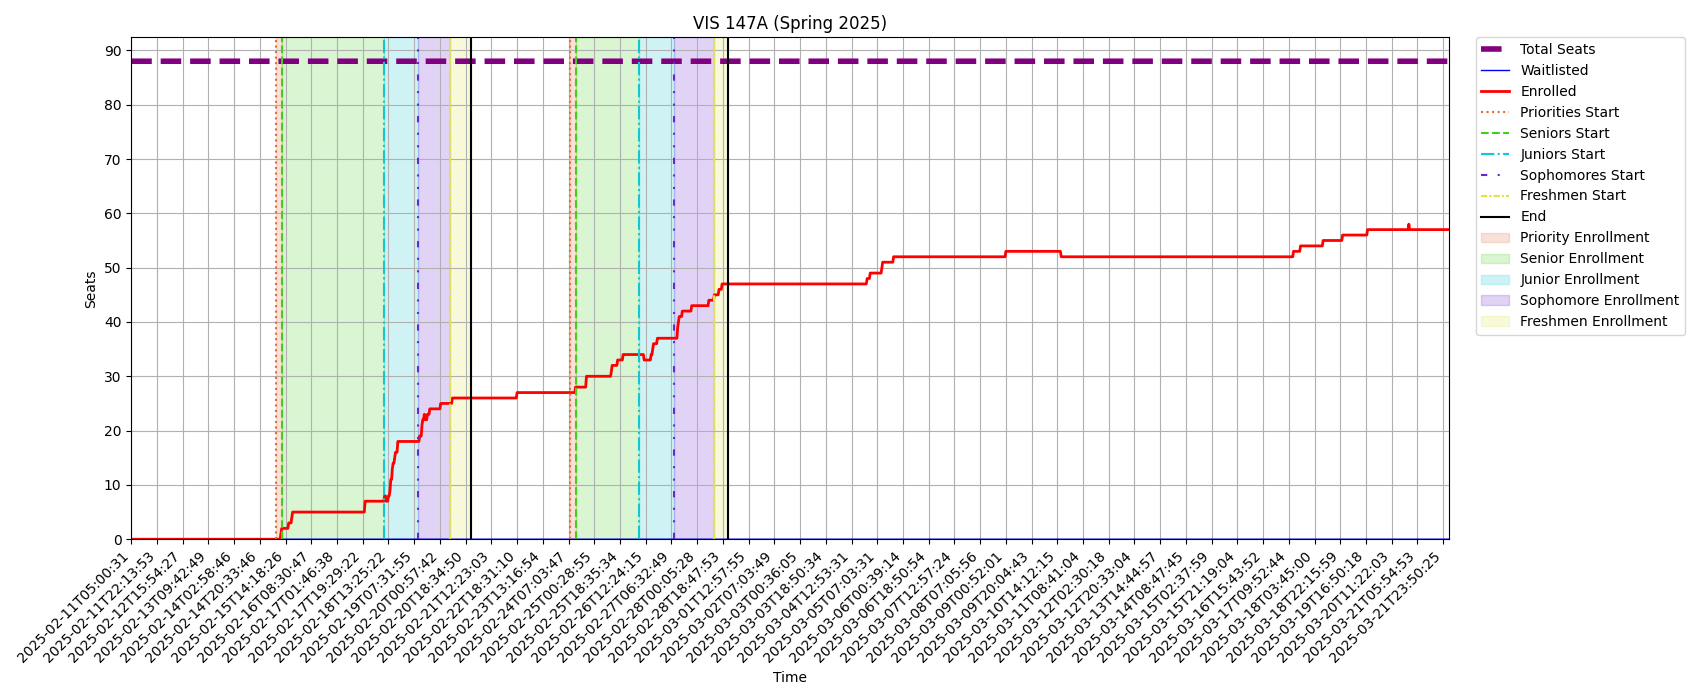 VIS 147A (Spring 2025)
90
80
70
60
50
40
30
20
10
0
Seats
2025-02-11T05:00:31
2025-02-11T22:13:53
2025-02-12T15:54:27
2025-02-13T09:42:49
2025-02-14T02:58:46
2025-02-14T20:33:46
2025-02-15T14:18:26
2025-02-16T08:30:47
2025-02-17T01:46:38
2025-02-17T19:29:22
2025-02-18T13:25:22
2025-02-19T07:31:55
2025-02-20T00:57:42
2025-02-20T18:34:50
2025-02-21T12:23:03
2025-02-22T18:31:10
2025-02-23T13:16:54
2025-02-24T07:03:47
2025-02-25T00:28:55
2025-02-25T18:35:34
2025-02-26T12:24:15
2025-02-27T06:32:49
2025-02-28T00:05:28
2025-02-28T18:47:53
2025-03-01T12:57:55
2025-03-02T07:03:49
2025-03-03T00:36:05
2025-03-03T18:50:34
2025-03-04T12:53:31
2025-03-05T07:03:31
2025-03-06T00:39:14
2025-03-06T18:50:54
2025-03-07T12:57:24
2025-03-08T07:05:56
2025-03-09T00:52:01
2025-03-09T20:04:43
2025-03-10T14:12:15
2025-03-11T08:41:04
2025-03-12T02:30:18
2025-03-12T20:33:04
2025-03-13T14:44:57
2025-03-14T08:47:45
2025-03-15T02:37:59
2025-03-15T21:19:04
2025-03-16T15:43:52
2025-03-17T09:52:44
2025-03-18T03:45:00
2025-03-18T22:15:59
2025-03-19T16:50:18
2025-03-20T11:22:03
2025-03-21T05:54:53
2025-03-21T23:50:25
Time
Total Seats
Waitlisted
Enrolled
Priorities Start
Seniors Start
Juniors Start
Sophomores Start
Freshmen Start
End
Priority Enrollment
Senior Enrollment
Junior Enrollment
Sophomore Enrollment
Freshmen Enrollment